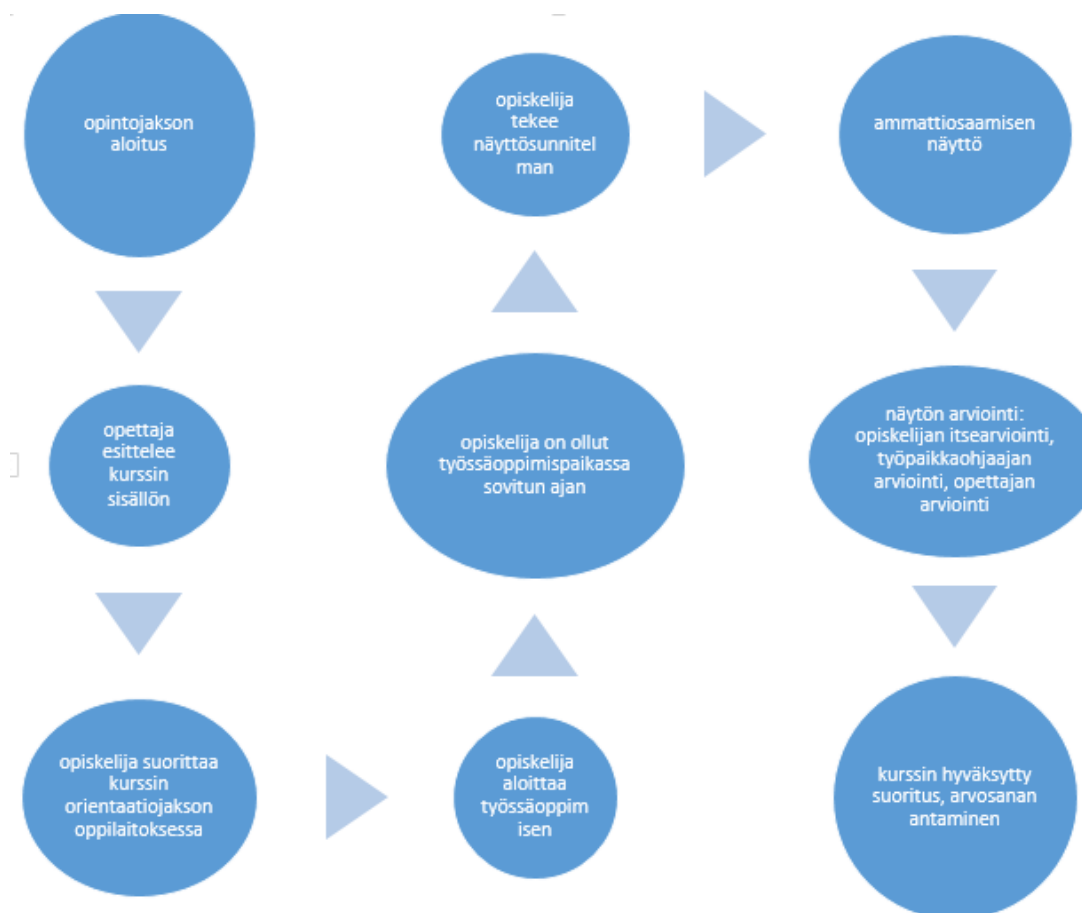 opintojakson
aloitus
opettaja
esittelee
kurssin
sisällön
opiskelija suorittaa
kurssin
orientaatiojakson
oppilaitoksessa
opiskelija
aloittaa
työssäoppim
isen
opiskelija on ollut
työssäoppimispaikassa
sovitun ajan
opiskelija
tekee
näyttösunnitel
man
ammattiosaamisen
näyttö
näytön arviointi:
opiskelijan itsearviointi,
työpaikkaohjaajan
arviointi, opettajan
arviointi
kurssin hyväksytty
suoritus, arvosanan
antaminen